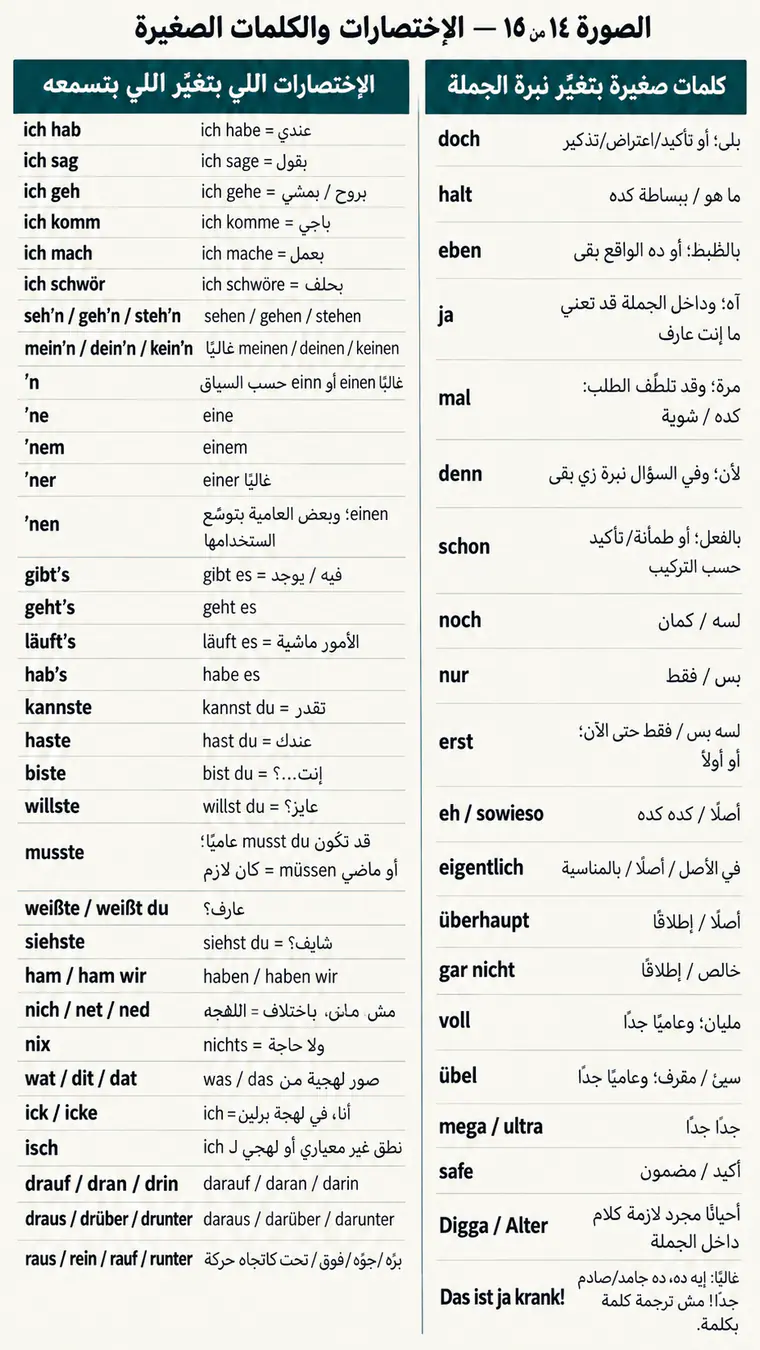 الصورة ١٤ من ١٥ — الإختصارات والكلمات الصغيرة
الإختصارات اللي بتغيَّر اللي بتسمعه
ich hab ich habe = عندي
ich sag ich sage = بقول
ich geh ich gehe = بروح / بمشي
ich komm ich komme = باجي
ich mach ich mache = بعمل
ich schwör ich schwöre = بحلف
seh’n / geh’n / steh’n sehen / gehen / stehen
mein’n / dein’n / kein’n غالبًا meinen / deinen / keinen
’n غالبًا einen أو einn حسب السياق
’ne eine
’nem einem
’ner غالبًا einer
’nen einen؛ وبعض العامية بتوسَّع
الستخدامها
gibt’s gibt es = فيه / يوجد
geht’s geht es
läuft’s läuft es = الأمور ماشية
hab’s habe es
kannste kannst du = تقدر
haste hast du = عندك
biste bist du = إنت...؟
willste willst du = عايز؟
musste قد تكون musst du عاميًا؛
أو ماضي müssen = كان لازم
weißte / weißt du عارف؟
siehste siehst du = شايف؟
ham / ham wir haben / haben wir
nich / net / ned مش باختلاف = اللهجه
nix nichts = ولا حاجة
wat / dit / dat صور لهجية من was / das
ick / icke ich = أنا، في لهجة برلين
isch نطق غير معياري أو لهجي لـ ich
drauf / dran / drin darauf / daran / darin
draus / drüber / drunter daraus / darüber / darunter
raus / rein / rauf / runter برّه/جوّه/فوق/تحت كاتجاه حركة
كلمات صغيرة بتغيَّر نبرة الجملة
doch بلى؛ أو تأكيد/اعتراض/تذكير
halt ما هو / ببساطة كده
eben بالظبط؛ أو ده الواقع بقى
ja آه؛ وداخل الجملة قد تعني
ما إنت عارف
mal مرة؛ وقد تلطَّف الطلب:
كده / شوية
denn لأن؛ وفي السؤال نبرة زي بقى
schon بالفعل؛ أو طمأنة/تأكيد
حسب التركيب
noch لسه / كمان
nur بس / فقط
erst لسه بس / فقط حتى الآن؛
أو أولاً
eh / sowieso أصلًا / كده كده
eigentlich في الأصل / أصلًا / بالمناسبة
überhaupt أصلًا / إطلاقًا
gar nicht خالص / إطلاقًا
voll مليان؛ وعاميًا جدًا
übel سيئ / مقرف؛ وعاميًا جدًا
mega / ultra جدًا جدًا
safe أكيد / مضمون
Digga / Alter أحيانًا مجرد لازمة كلام
داخل الجملة
Das ist ja krank! غالبًا: إيه ده، ده جامد/صادم
جدًا! مش ترجمة كلمة
بكلمة.